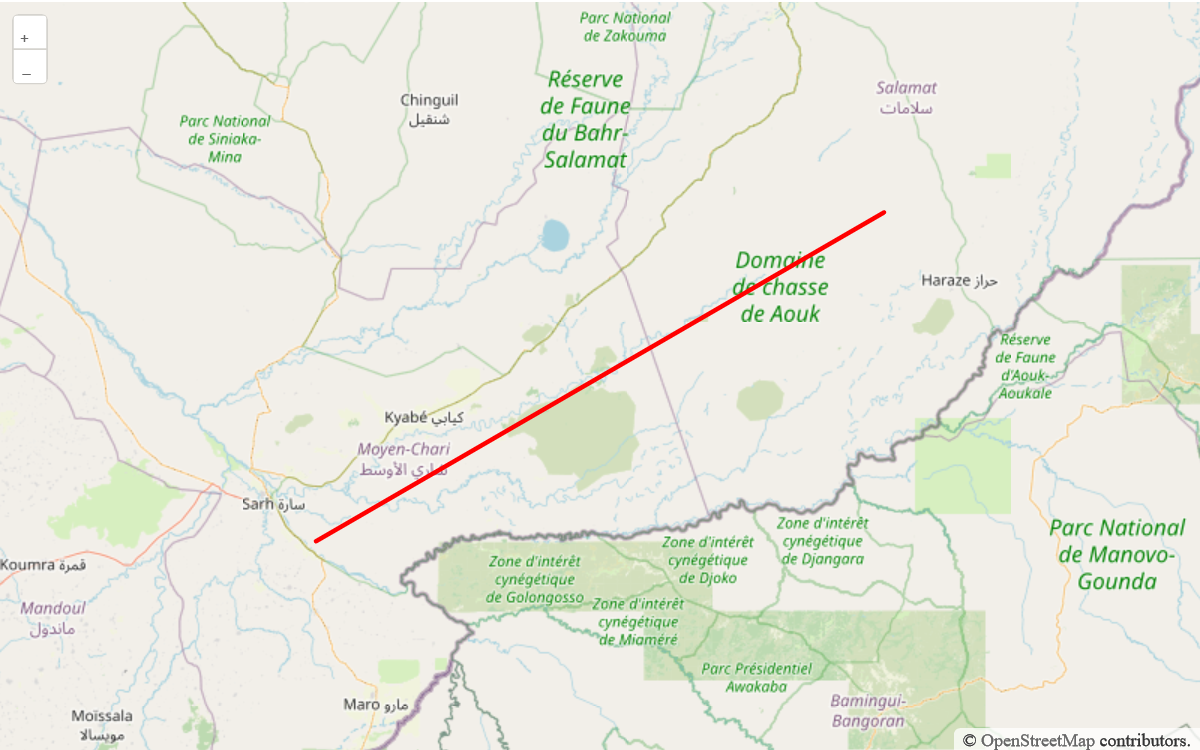 +
–
Parc National
de Zakouma
Réserve
de Faune
du Bahr-
Salamat
Chinguil
شنقيل
Salamat
سلامات
Parc National
de Siniaka-
Mina
Domaine
de chasse
de Aouk
Haraze حراز
Réserve
de Faune
d'Aouk-
Aoukale
Kyabé كيابي
Moyen-Chari
شاري الأوسط
Sarh سارة
Koumra قمرة
Mandoul
ماندول
Zone d'intérêt
cynégétique
de Golongosso
Zone d'intérêt
cynégétique
de Djoko
Zone d'intérêt
cynégétique
de Djangara
Parc National
de Manovo-
Gounda
Zone d'intérêt
cynégétique
de Miaméré
Parc Présidentiel
Awakaba
Bamingui-
Bangoran
Maro مارو
Moïssala
مويسالا
© OpenStreetMap contributors.